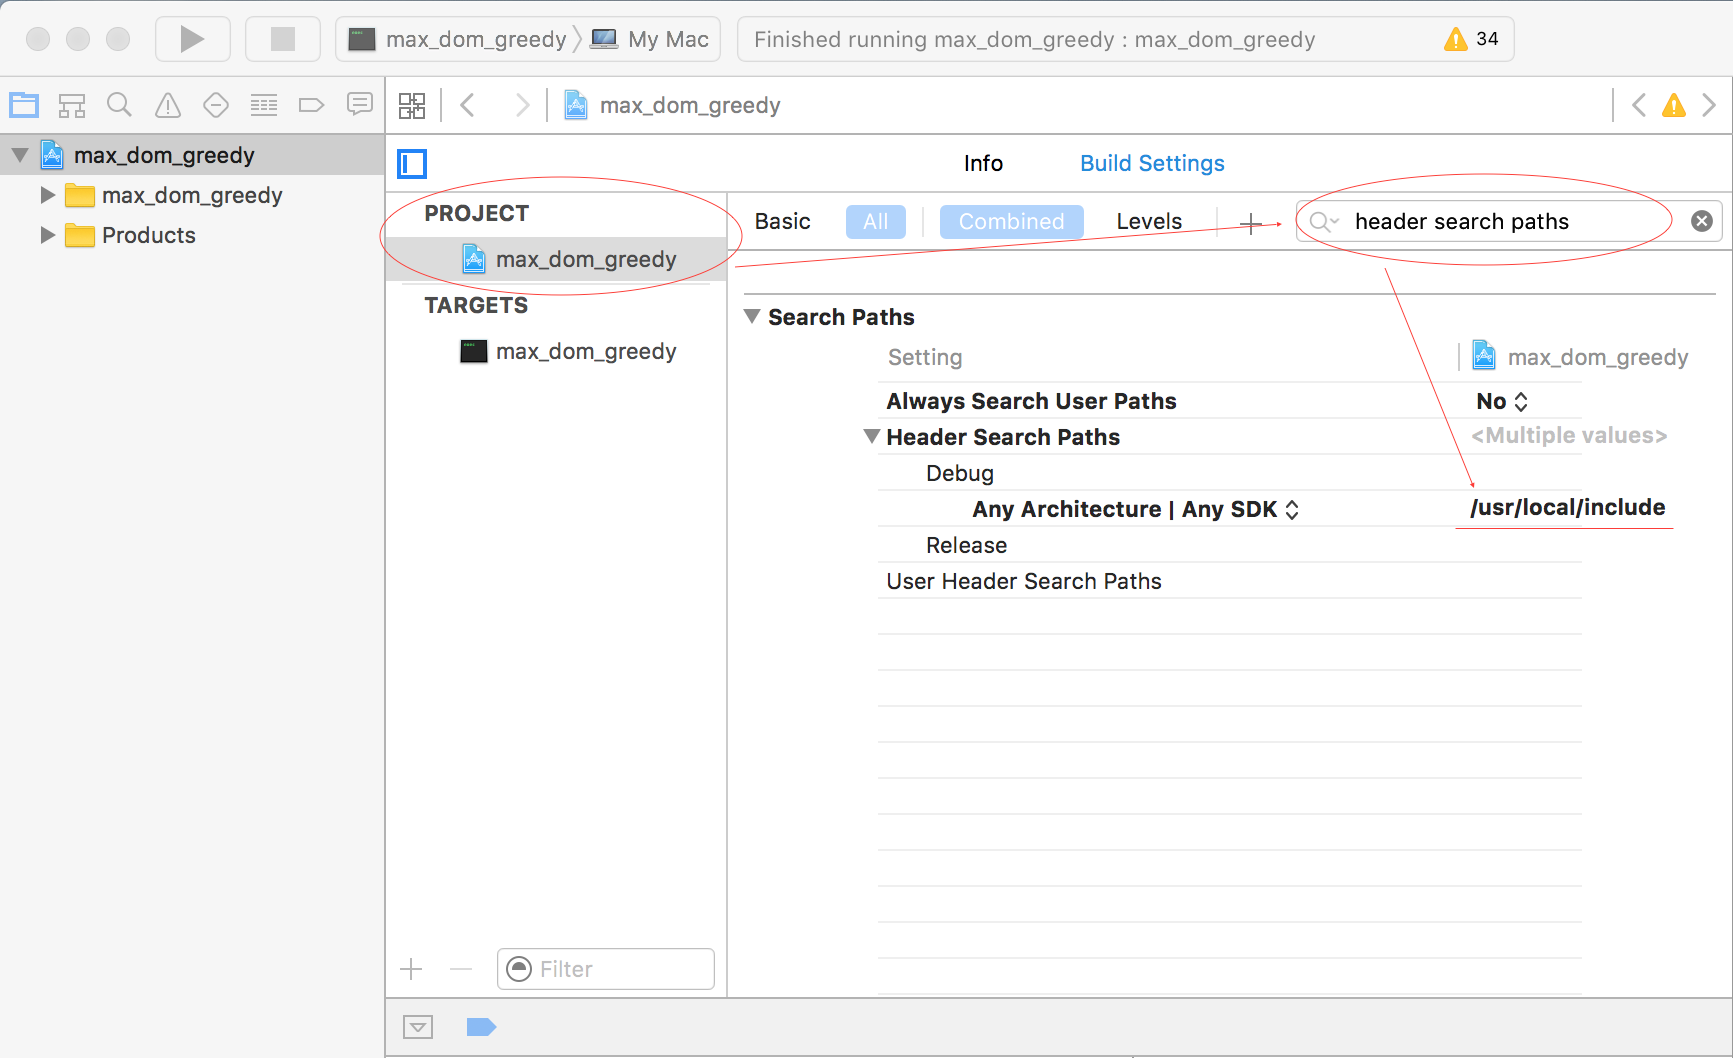 max_dom_greedy My Mac
Finished running max_dom_greedy : max_dom_greedy
34
max_dom_greedy
max_dom_greedy
max_dom_greedy
Products
Info
Build Settings
PROJECT
max_dom_greedy
TARGETS
max_dom_greedy
Basic
All
Combined
Levels
header search paths
Search Paths
Setting
max_dom_greedy
Always Search User Paths
No
Header Search Paths
<Multiple values>
Debug
Any Architecture | Any SDK
/usr/local/include
Release
User Header Search Paths
Filter